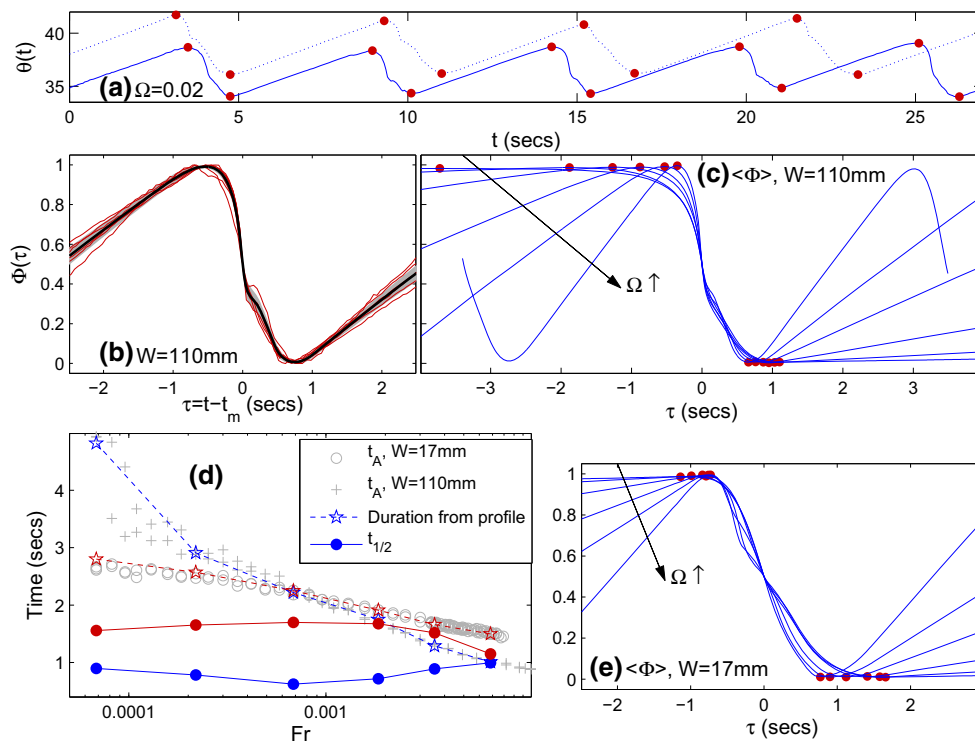 40
35
θ(t)
(a) Ω=0.02
0 5 10 15 20 25
t (secs)
1
0.8
0.6
0.4
0.2
0
Φ(τ)
(b) W=110mm
−2 −1 0 1 2
τ=t−t_m (secs)
(c) <Φ>, W=110mm
Ω ↑
−3 −2 −1 0 1 2 3
τ (secs)
(d)
t_A, W=17mm
t_A, W=110mm
Duration from profile
t_1/2
4
3
2
1
Time (secs)
0.0001 0.001
Fr
1
0.8
0.6
0.4
0.2
0
Ω ↑
(e) <Φ>, W=17mm
−2 −1 0 1 2
τ (secs)